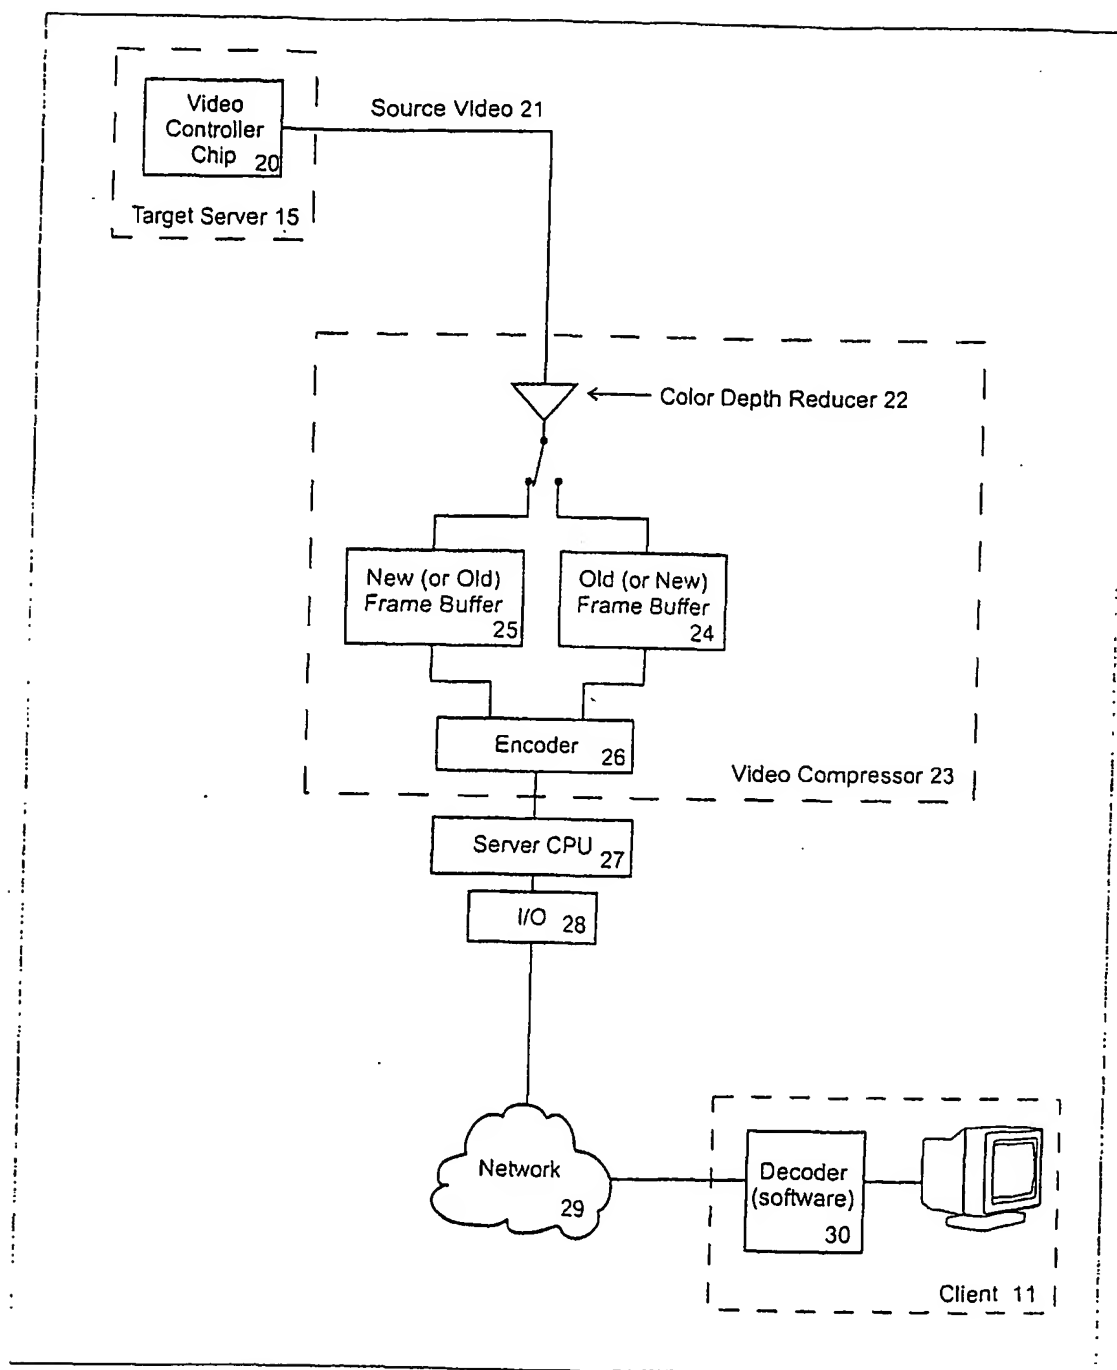 Video
Controller
Chip 20
Source Video 21
Target Server 15
Color Depth Reducer 22
New (or Old)
Frame Buffer
25
Old (or New)
Frame Buffer
24
Encoder 26
Video Compressor 23
Server CPU 27
I/O 28
Network
29
Decoder
(software)
30
Client 11